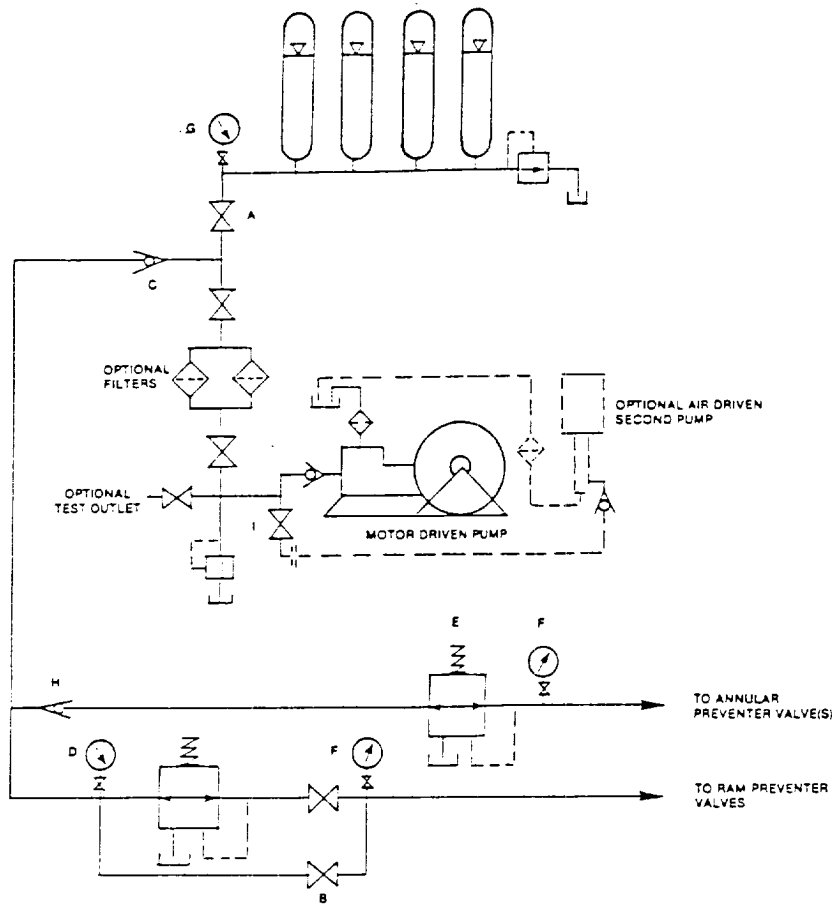 G
A
C
OPTIONAL
FILTERS
OPTIONAL AIR DRIVEN
SECOND PUMP
OPTIONAL
TEST OUTLET
I
MOTOR DRIVEN PUMP
E
F
H
TO ANNULAR
PREVENTER VALVE(S)
D
F
TO RAM PREVENTER
VALVES
B